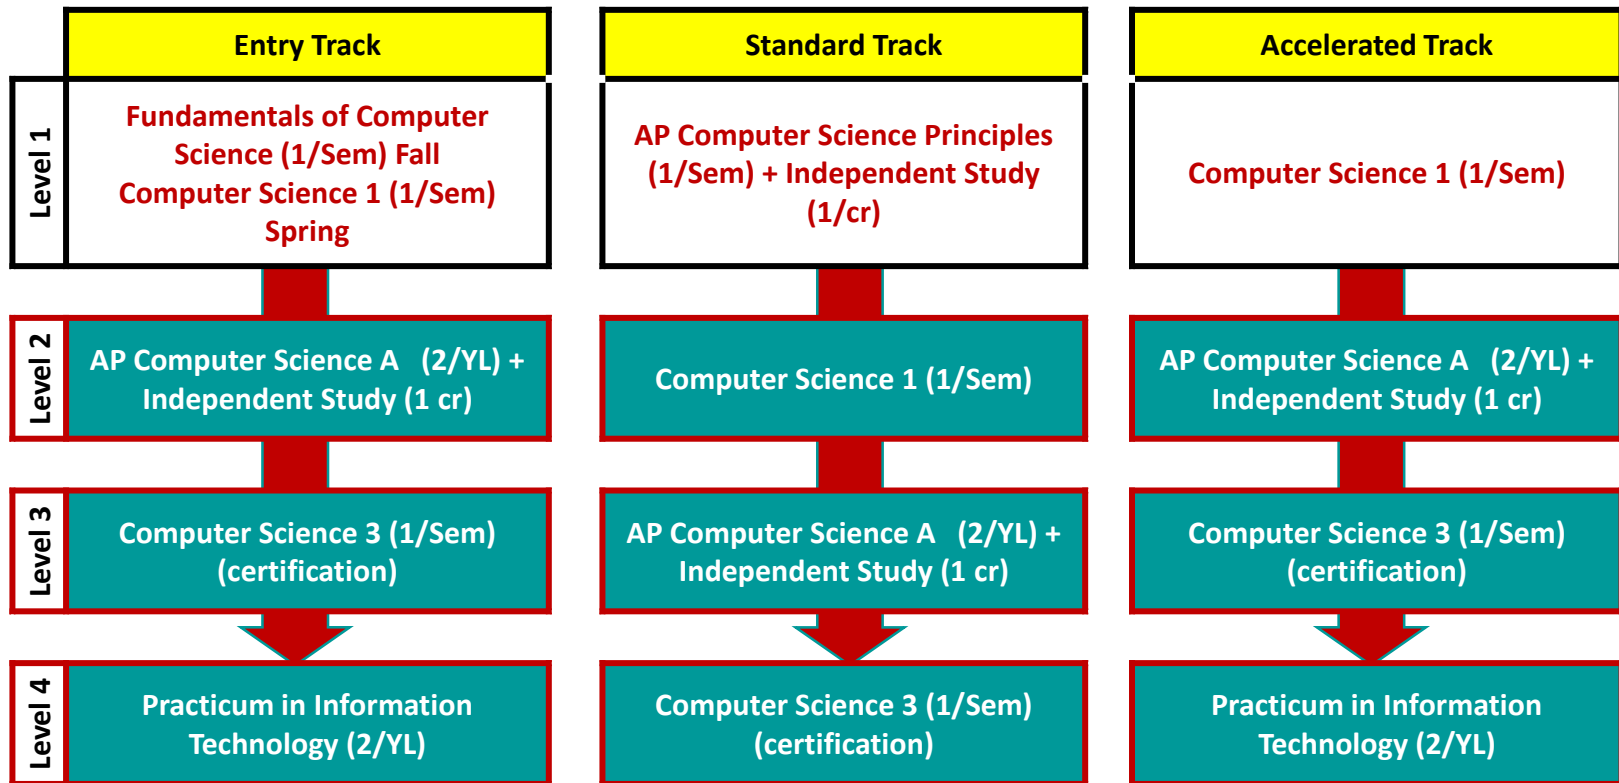 Entry Track
Standard Track
Accelerated Track
Level 1
Fundamentals of Computer
Science (1/Sem) Fall
Computer Science 1 (1/Sem)
Spring
AP Computer Science Principles
(1/Sem) + Independent Study
(1/cr)
Computer Science 1 (1/Sem)
Level 2
AP Computer Science A (2/YL) +
Independent Study (1 cr)
Computer Science 1 (1/Sem)
AP Computer Science A (2/YL) +
Independent Study (1 cr)
Level 3
Computer Science 3 (1/Sem)
(certification)
AP Computer Science A (2/YL) +
Independent Study (1 cr)
Computer Science 3 (1/Sem)
(certification)
Level 4
Practicum in Information
Technology (2/YL)
Computer Science 3 (1/Sem)
(certification)
Practicum in Information
Technology (2/YL)